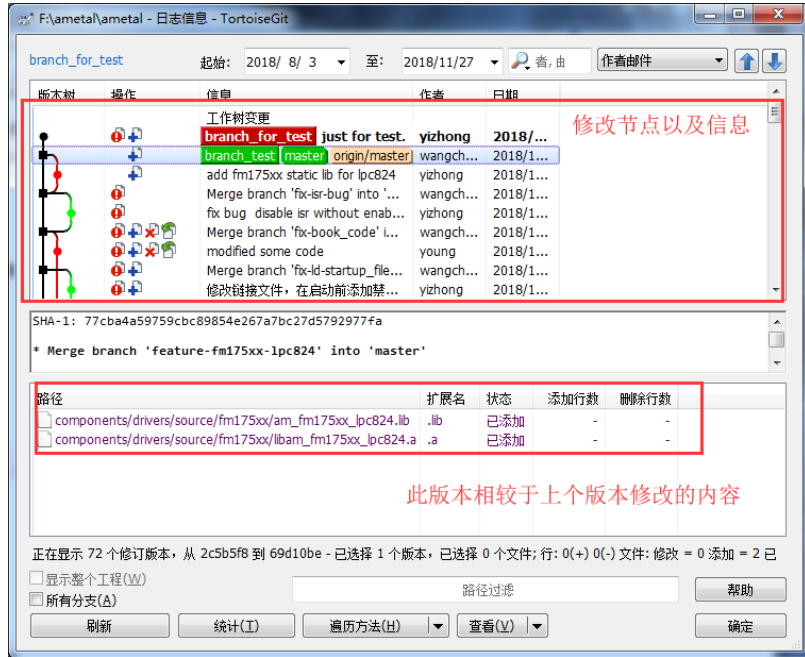 F:\ametal\ametal - 日志信息 - TortoiseGit
branch_for_test 起始: 2018/ 8/ 3 至: 2018/11/27 者,由 作者邮件
版本树 操作 信息 作者 日期
工作树变更
branch_for_test just for test. yizhong 2018/...
branch_test master origin/master wangch... 2018/1...
add fm175xx static lib for lpc824 yizhong 2018/1...
Merge branch 'fix-isr-bug' into '... wangch... 2018/1...
fix bug disable isr without enab... yizhong 2018/1...
Merge branch 'fix-book_code' i... wangch... 2018/1...
modified some code young 2018/1...
Merge branch 'fix-ld-startup_file... wangch... 2018/1...
修改链接文件，在启动前添加禁... yizhong 2018/1...
修改节点以及信息
SHA-1: 77cba4a59759cbc89854e267a7bc27d5792977fa
* Merge branch 'feature-fm175xx-lpc824' into 'master'
路径 扩展名 状态 添加行数 删除行数
components/drivers/source/fm175xx/am_fm175xx_lpc824.lib .lib 已添加 - -
components/drivers/source/fm175xx/libam_fm175xx_lpc824.a .a 已添加 - -
此版本相较于上个版本修改的内容
正在显示 72 个修订版本，从 2c5b5f8 到 69d10be - 已选择 1 个版本，已选择 0 个文件; 行: 0(+) 0(-) 文件: 修改 = 0 添加 = 2 已
显示整个工程(W)
路径过滤 帮助
所有分支(A)
刷新 统计(I) 遍历方法(H) 查看(V) 确定